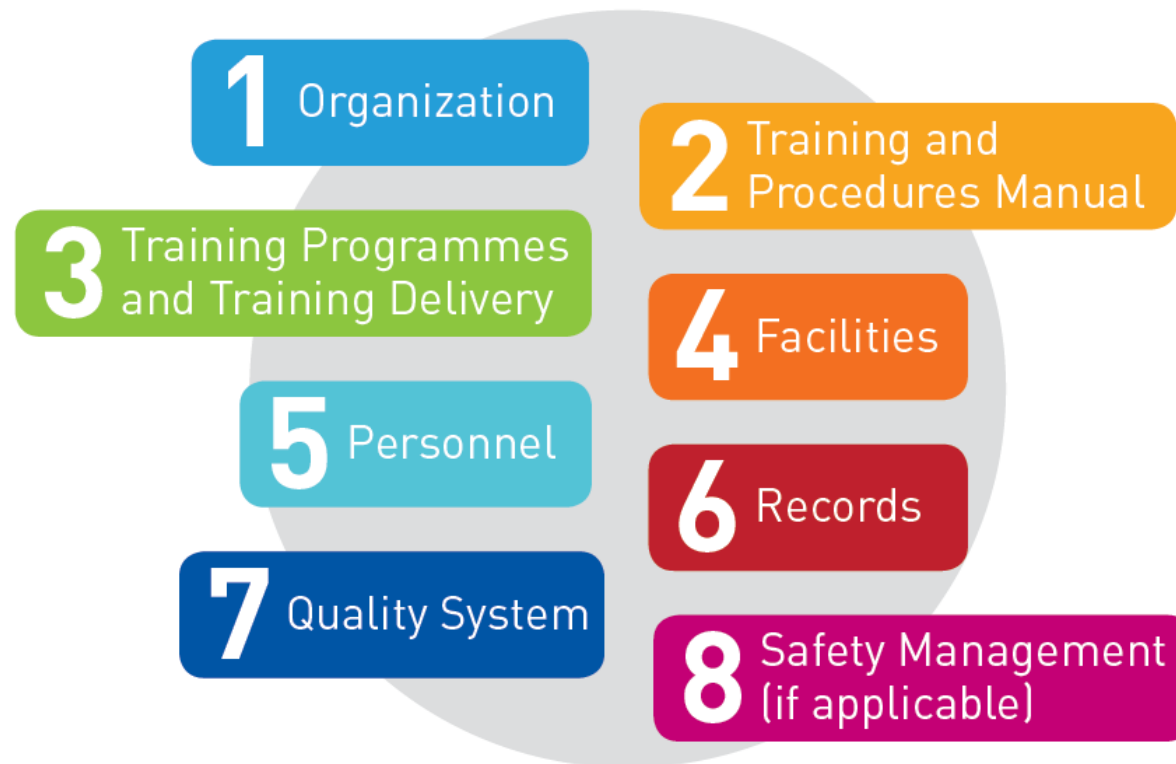 1 Organization
2 Training and
Procedures Manual
3 Training Programmes
and Training Delivery
4 Facilities
5 Personnel
6 Records
7 Quality System
8 Safety Management
(if applicable)